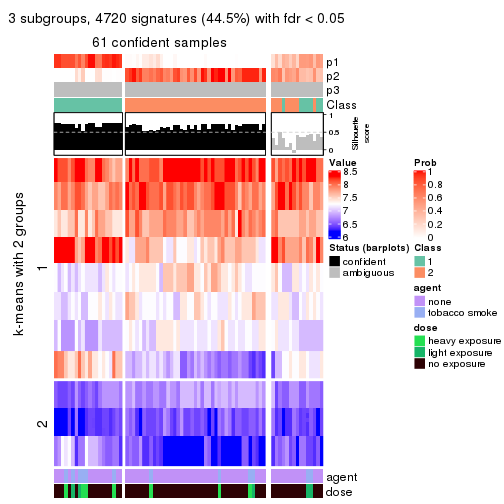 3 subgroups, 4720 signatures (44.5%) with fdr < 0.05
61 confident samples
p1
p2
p3
Class
1
0.5
0
Silhouette
score
k-means with 2 groups
1
2
Value
8.5
7.5
6.5
6
Prob
1
0.8
0.6
0.4
0.2
0
Status (barplots)
confident
ambiguous
Class
1
2
agent
none
tobacco smoke
dose
heavy exposure
light exposure
no exposure
agent
dose